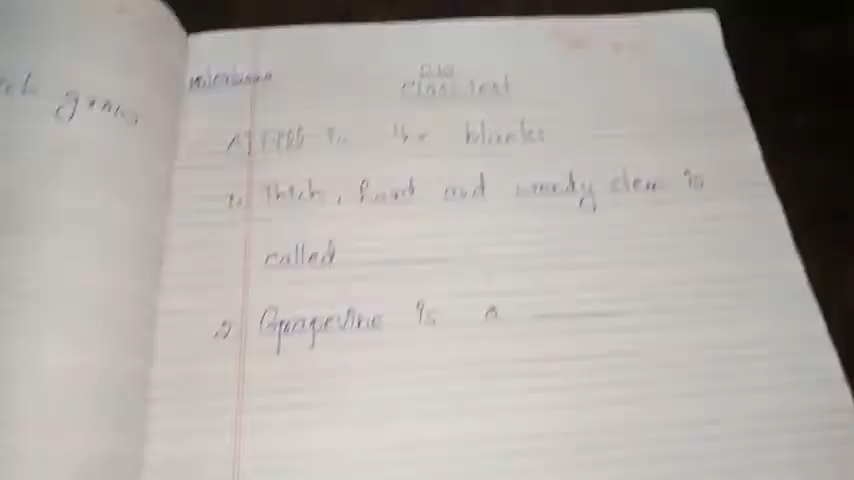 Class test
A] Fill in the blanks
1. Thick, hard and woody stem is
called
2. Grapevine is a